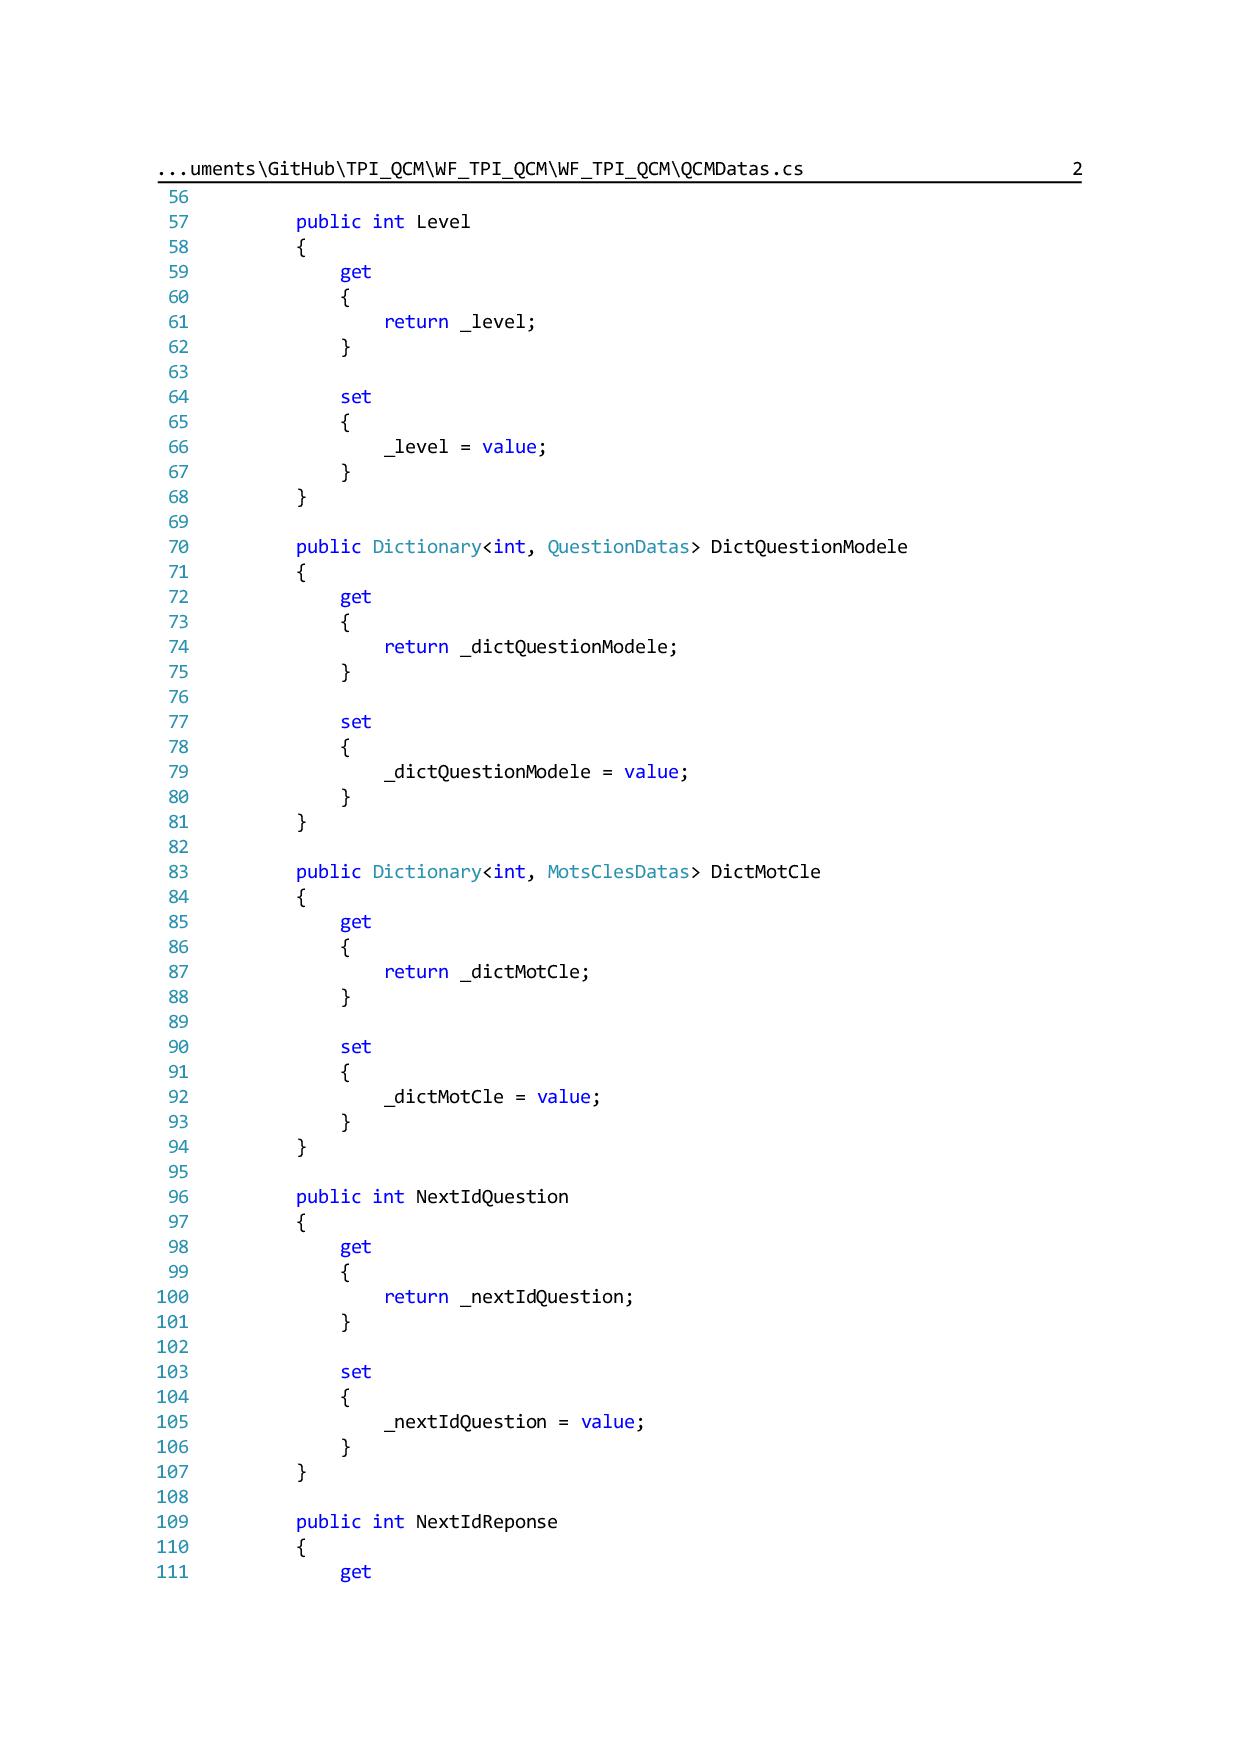 ...uments\GitHub\TPI_QCM\WF_TPI_QCM\WF_TPI_QCM\QCMDatas.cs 2
56
57 public int Level
58 {
59 get
60 {
61 return _level;
62 }
63
64 set
65 {
66 _level = value;
67 }
68 }
69
70 public Dictionary<int, QuestionDatas> DictQuestionModele
71 {
72 get
73 {
74 return _dictQuestionModele;
75 }
76
77 set
78 {
79 _dictQuestionModele = value;
80 }
81 }
82
83 public Dictionary<int, MotsClesDatas> DictMotCle
84 {
85 get
86 {
87 return _dictMotCle;
88 }
89
90 set
91 {
92 _dictMotCle = value;
93 }
94 }
95
96 public int NextIdQuestion
97 {
98 get
99 {
100 return _nextIdQuestion;
101 }
102
103 set
104 {
105 _nextIdQuestion = value;
106 }
107 }
108
109 public int NextIdReponse
110 {
111 get